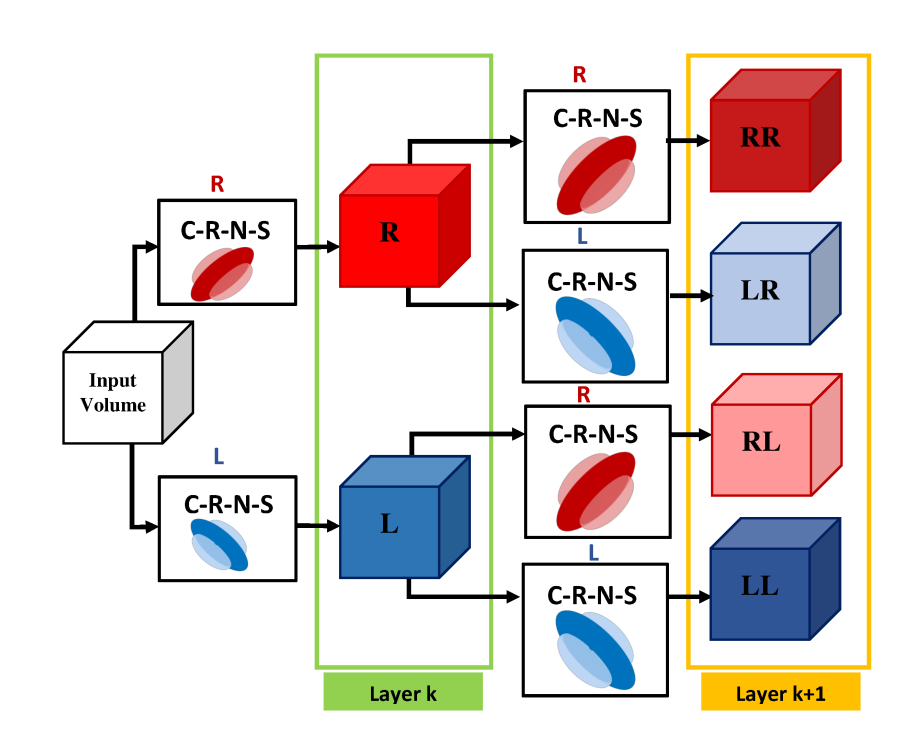 R
C-R-N-S
RR
R
C-R-N-S
R
L
C-R-N-S
LR
Input
Volume
R
C-R-N-S
RL
L
C-R-N-S
L
L
C-R-N-S
LL
Layer k
Layer k+1